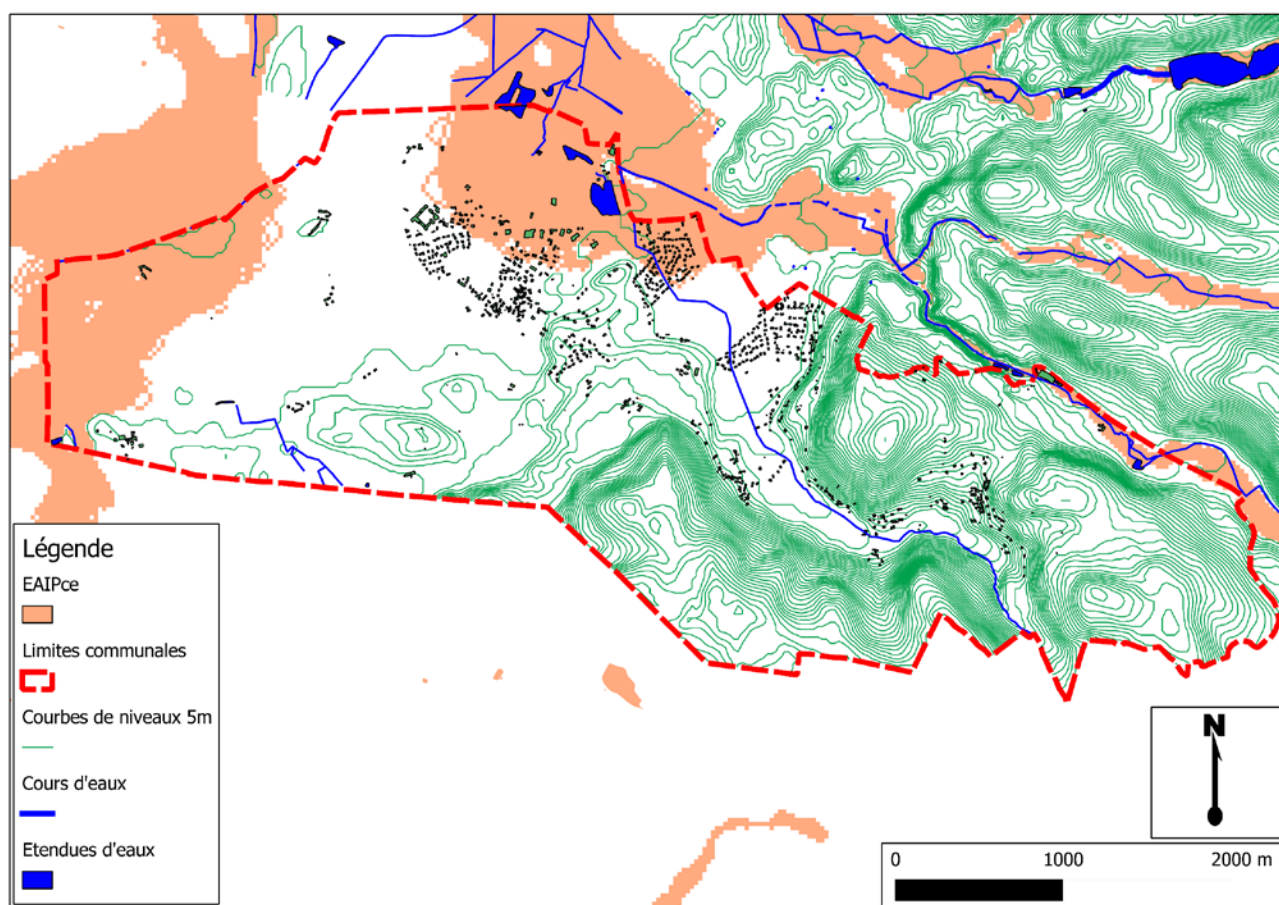 Légende
EAIPce
Limites communales
Courbes de niveaux 5m
Cours d'eaux
Etendues d'eaux
N
0 1000 2000 m